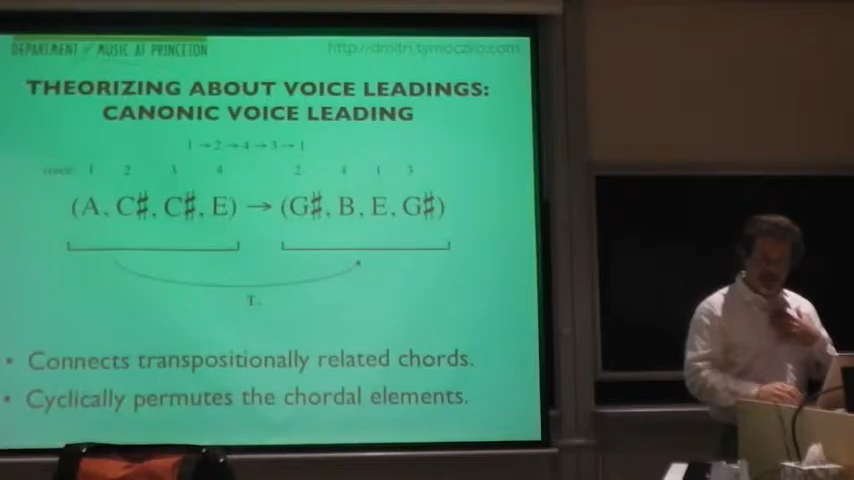 DEPARTMENT of MUSIC AT PRINCETON
http://dmitri.tymoczko.com
THEORIZING ABOUT VOICE LEADINGS:
CANONIC VOICE LEADING
1 → 2 → 4 → 3 → 1
voice: 1 2 3 4 2 4 1 3
(A, C♯, C♯, E) → (G♯, B, E, G♯)
T
• Connects transpositionally related chords.
• Cyclically permutes the chordal elements.